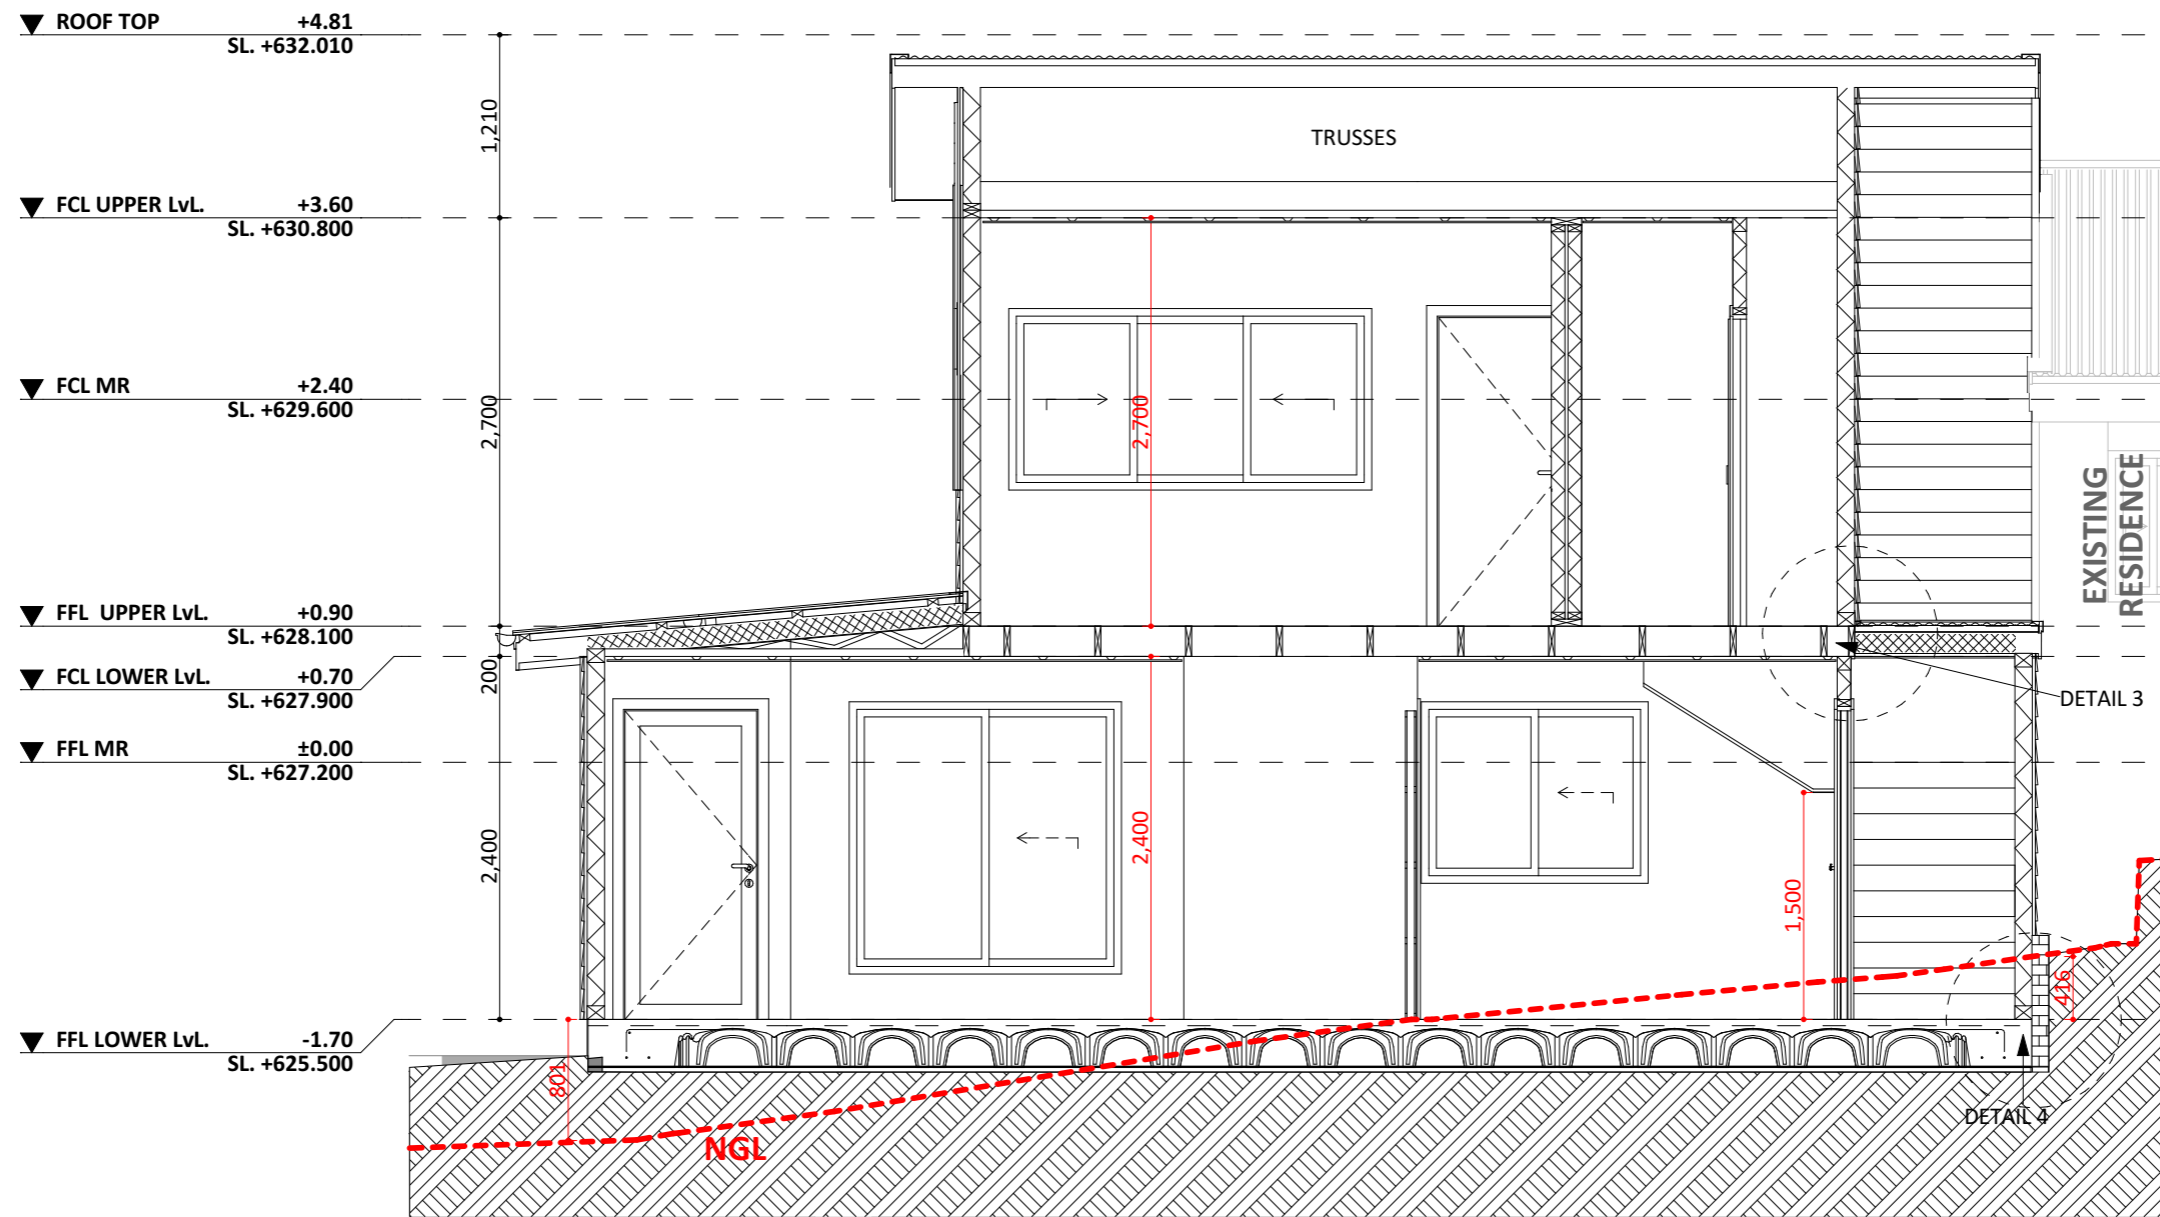 ROOF TOP +4.81
SL. +632.010
1,210
TRUSSES
FCL UPPER LvL. +3.60
SL. +630.800
FCL MR +2.40
SL. +629.600
2,700
2,700
EXISTING
RESIDENCE
FFL UPPER LvL. +0.90
SL. +628.100
200
FCL LOWER LvL. +0.70
SL. +627.900
DETAIL 3
FFL MR ±0.00
SL. +627.200
2,400
2,400
1,500
416
FFL LOWER LvL. -1.70
SL. +625.500
801
DETAIL 4
NGL